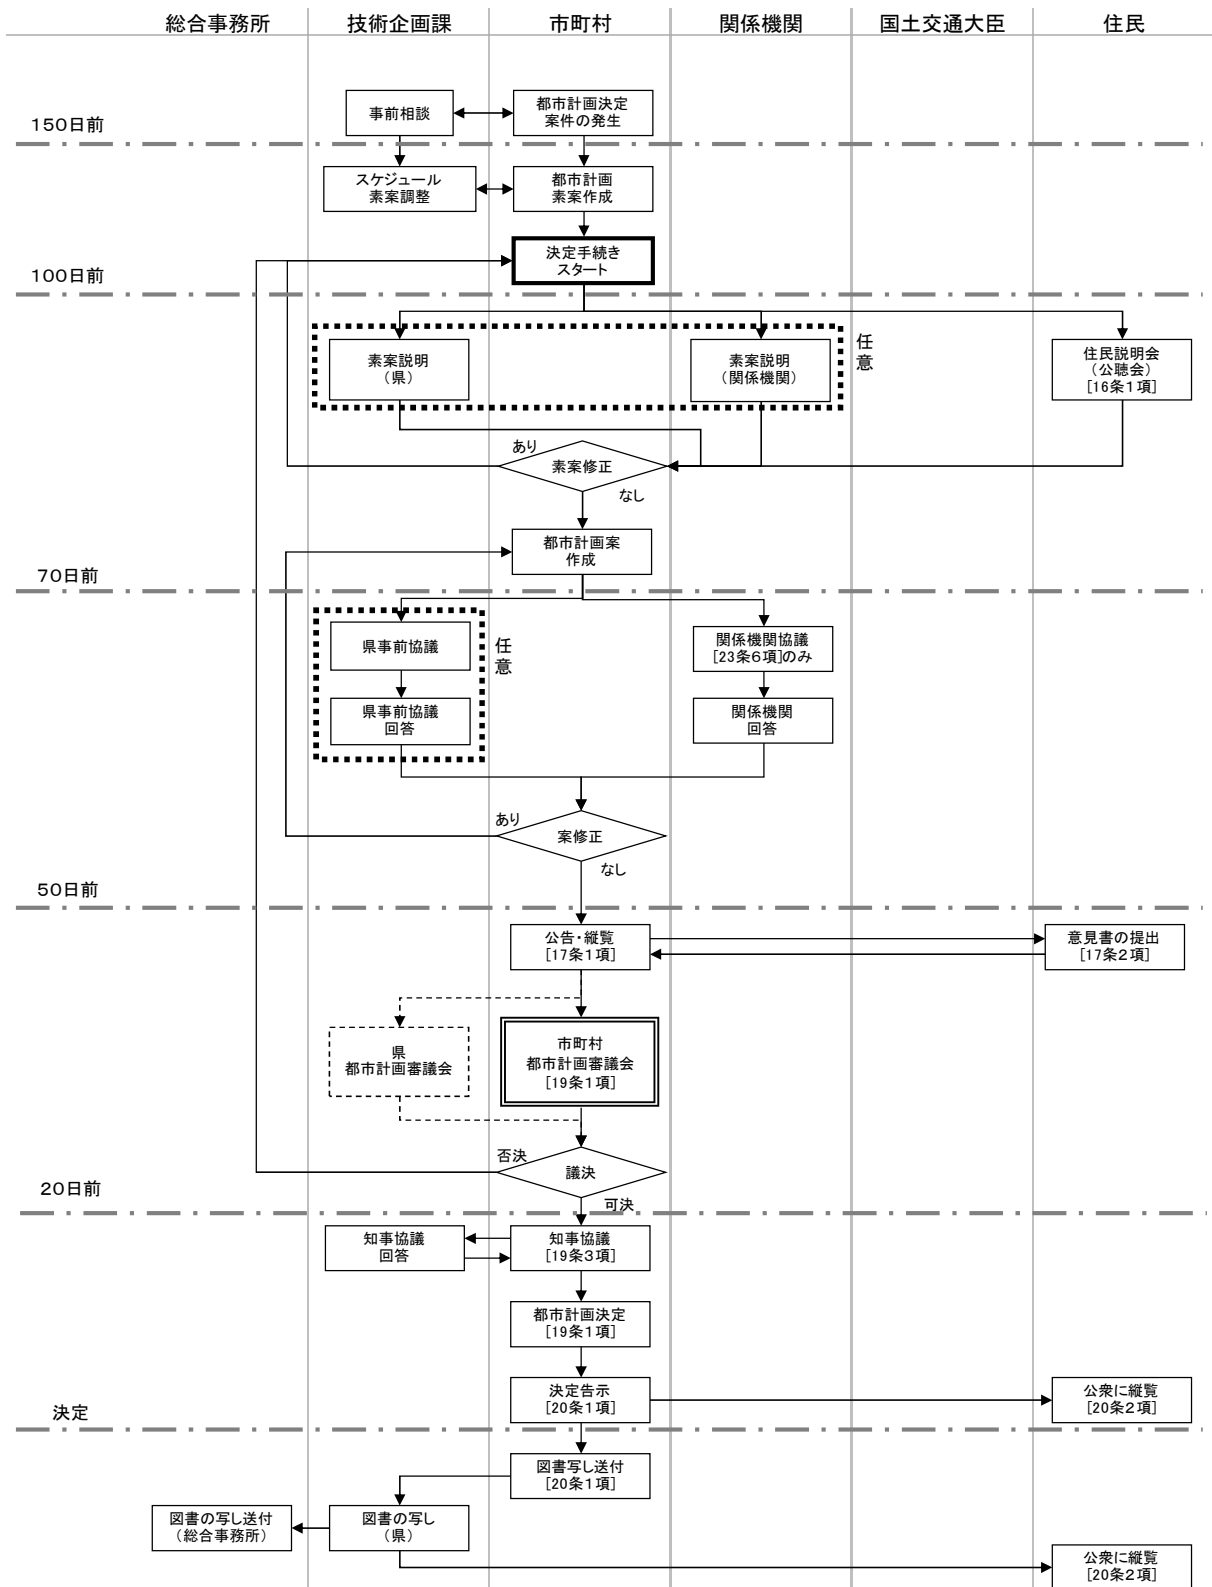 総合事務所
技術企画課
市町村
関係機関
国土交通大臣
住民
事前相談
都市計画決定
案件の発生
150日前
スケジュール
素案調整
都市計画
素案作成
決定手続き
スタート
100日前
素案説明
(県)
素案説明
(関係機関)
任
意
住民説明会
(公聴会)
[16条1項]
あり
素案修正
なし
都市計画案
作成
70日前
県事前協議
任
意
関係機関協議
[23条6項]のみ
県事前協議
回答
関係機関
回答
あり
案修正
なし
50日前
公告・縦覧
[17条1項]
意見書の提出
[17条2項]
県
都市計画審議会
市町村
都市計画審議会
[19条1項]
否決
議決
可決
20日前
知事協議
回答
知事協議
[19条3項]
都市計画決定
[19条1項]
決定告示
[20条1項]
公衆に縦覧
[20条2項]
決定
図書写し送付
[20条1項]
図書の写し送付
(総合事務所)
図書の写し
(県)
公衆に縦覧
[20条2項]